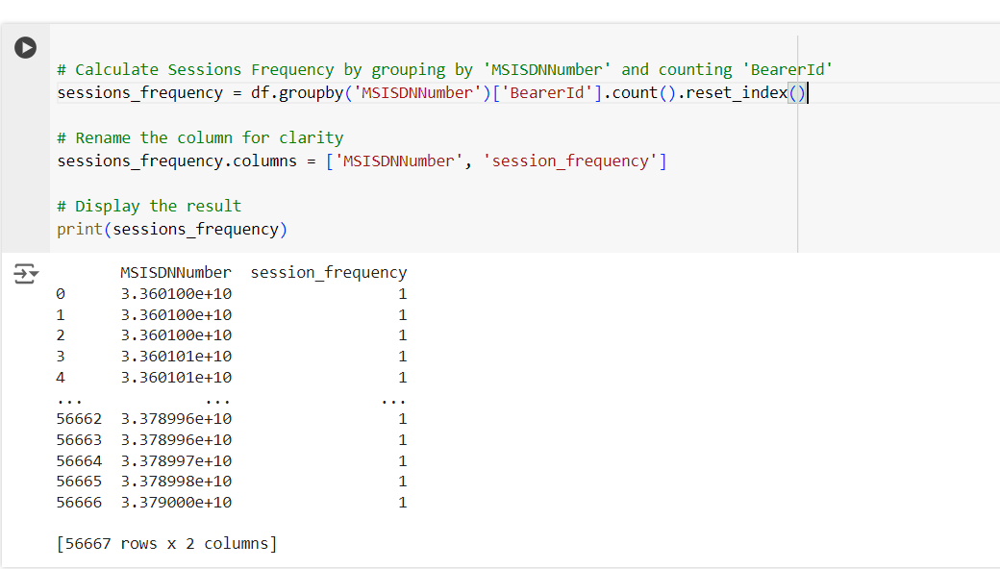 # Calculate Sessions Frequency by grouping by 'MSISDNNumber' and counting 'BearerId'
sessions_frequency = df.groupby('MSISDNNumber')['BearerId'].count().reset_index()
# Rename the column for clarity
sessions_frequency.columns = ['MSISDNNumber', 'session_frequency']
# Display the result
print(sessions_frequency)
MSISDNNumber session_frequency
0 3.360100e+10 1
1 3.360100e+10 1
2 3.360100e+10 1
3 3.360101e+10 1
4 3.360101e+10 1
... ... ...
56662 3.378996e+10 1
56663 3.378996e+10 1
56664 3.378997e+10 1
56665 3.378998e+10 1
56666 3.379000e+10 1
[56667 rows x 2 columns]